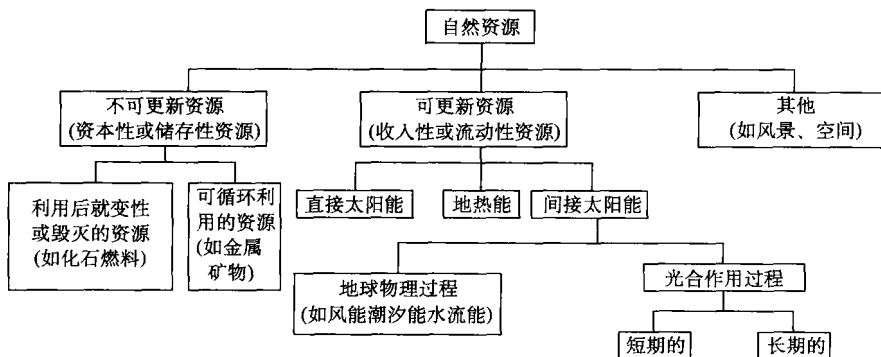 自然资源
不可更新资源
(资本性或储存性资源)
可更新资源
(收入性或流动性资源)
其他
(如风景、空间)
利用后就变性
或毁灭的资源
(如化石燃料)
可循环利
用的资源
(如金属
矿物)
直接太阳能
地热能
间接太阳能
地球物理过程
(如风能潮汐能水流能)
光合作用过程
短期的
长期的